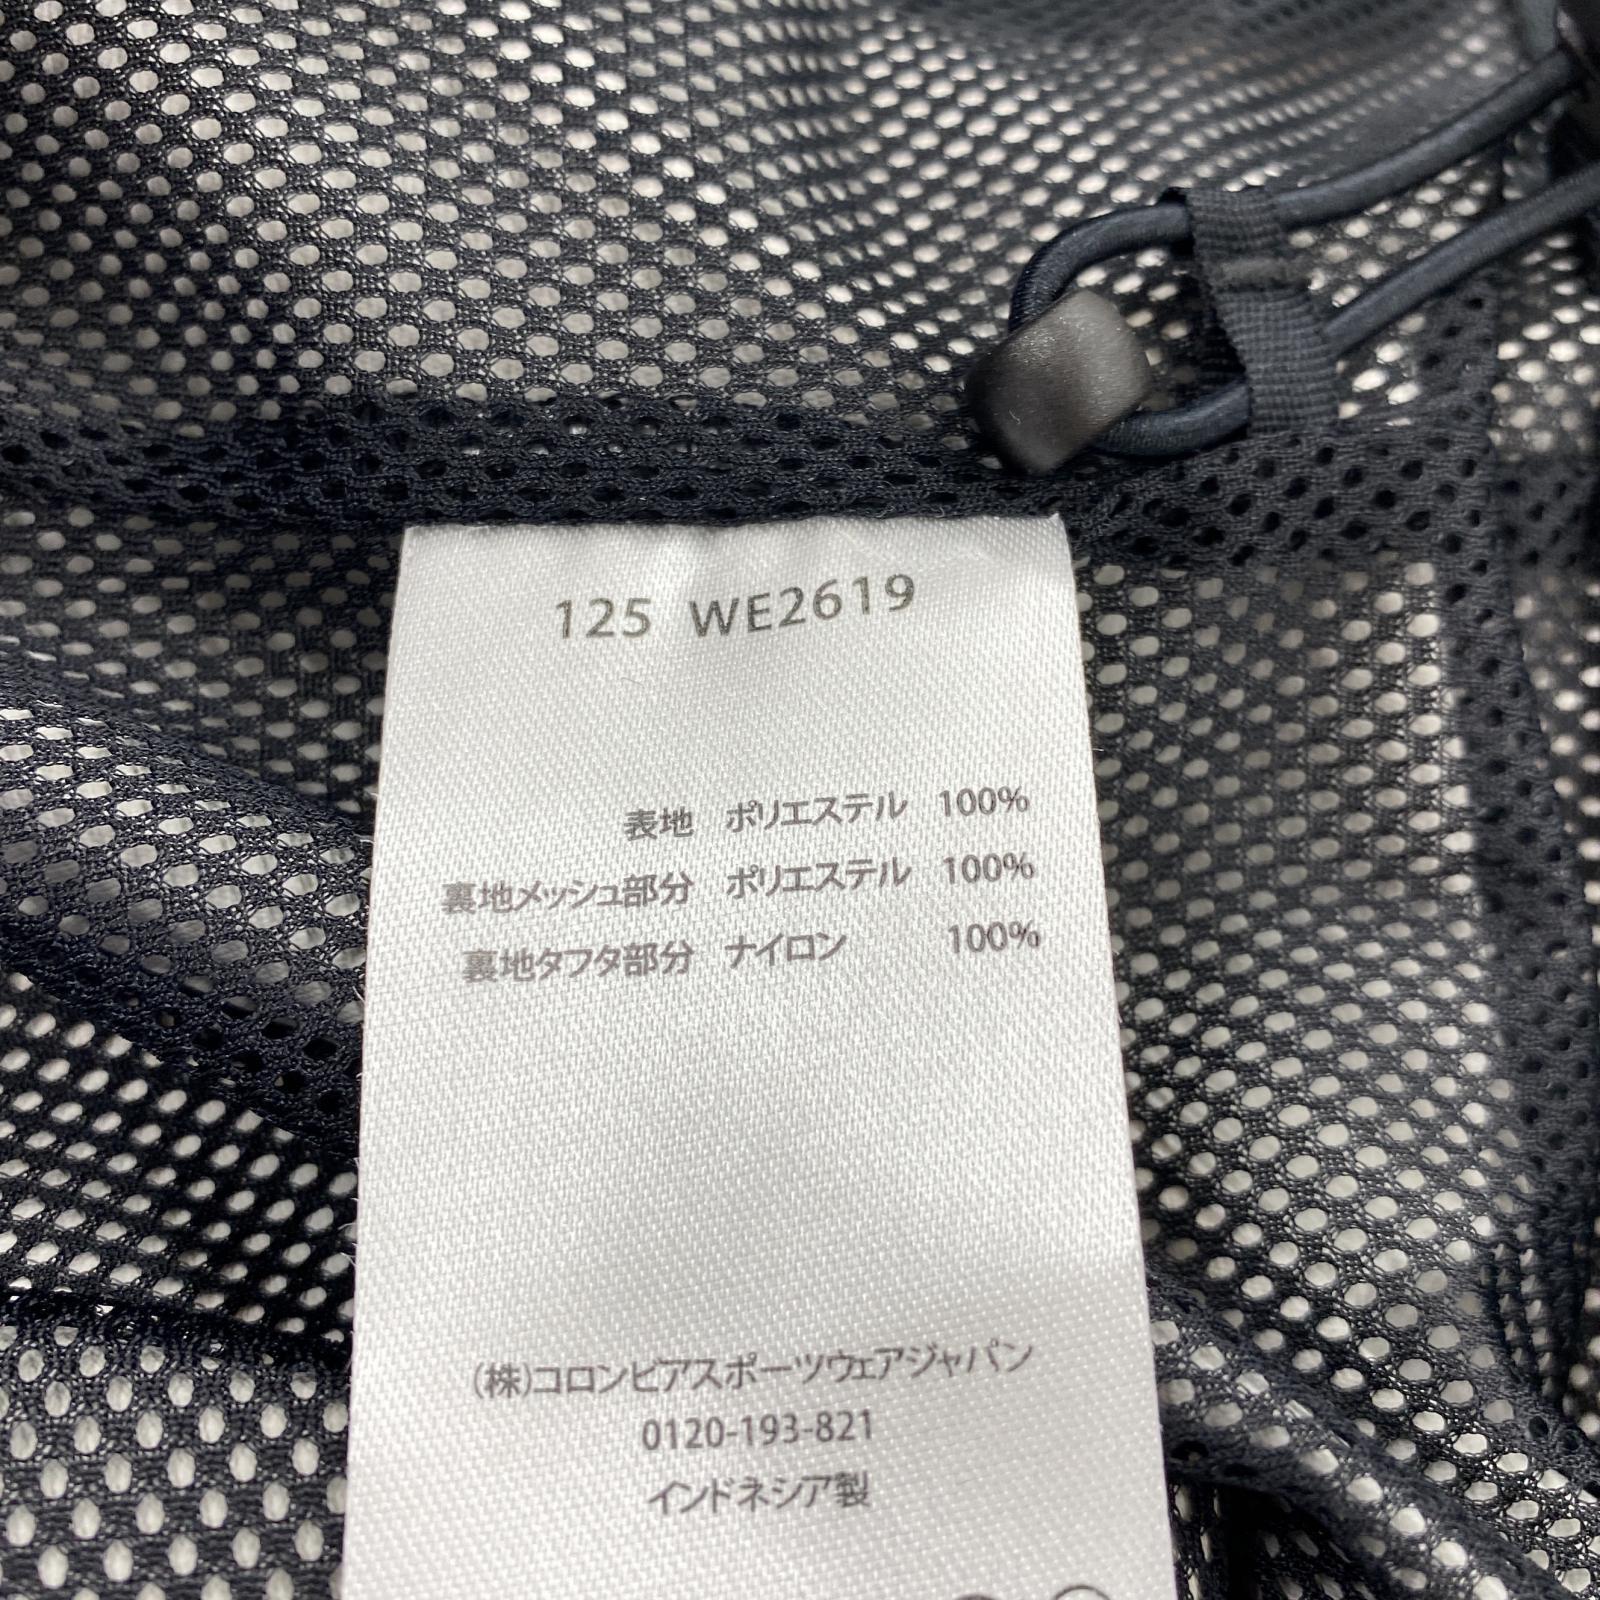 125 WE2619
表地 ポリエステル 100%
裏地メッシュ部分 ポリエステル 100%
裏地タフタ部分 ナイロン 100%
(株)コロンビアスポーツウェアジャパン
0120-193-821
インドネシア製